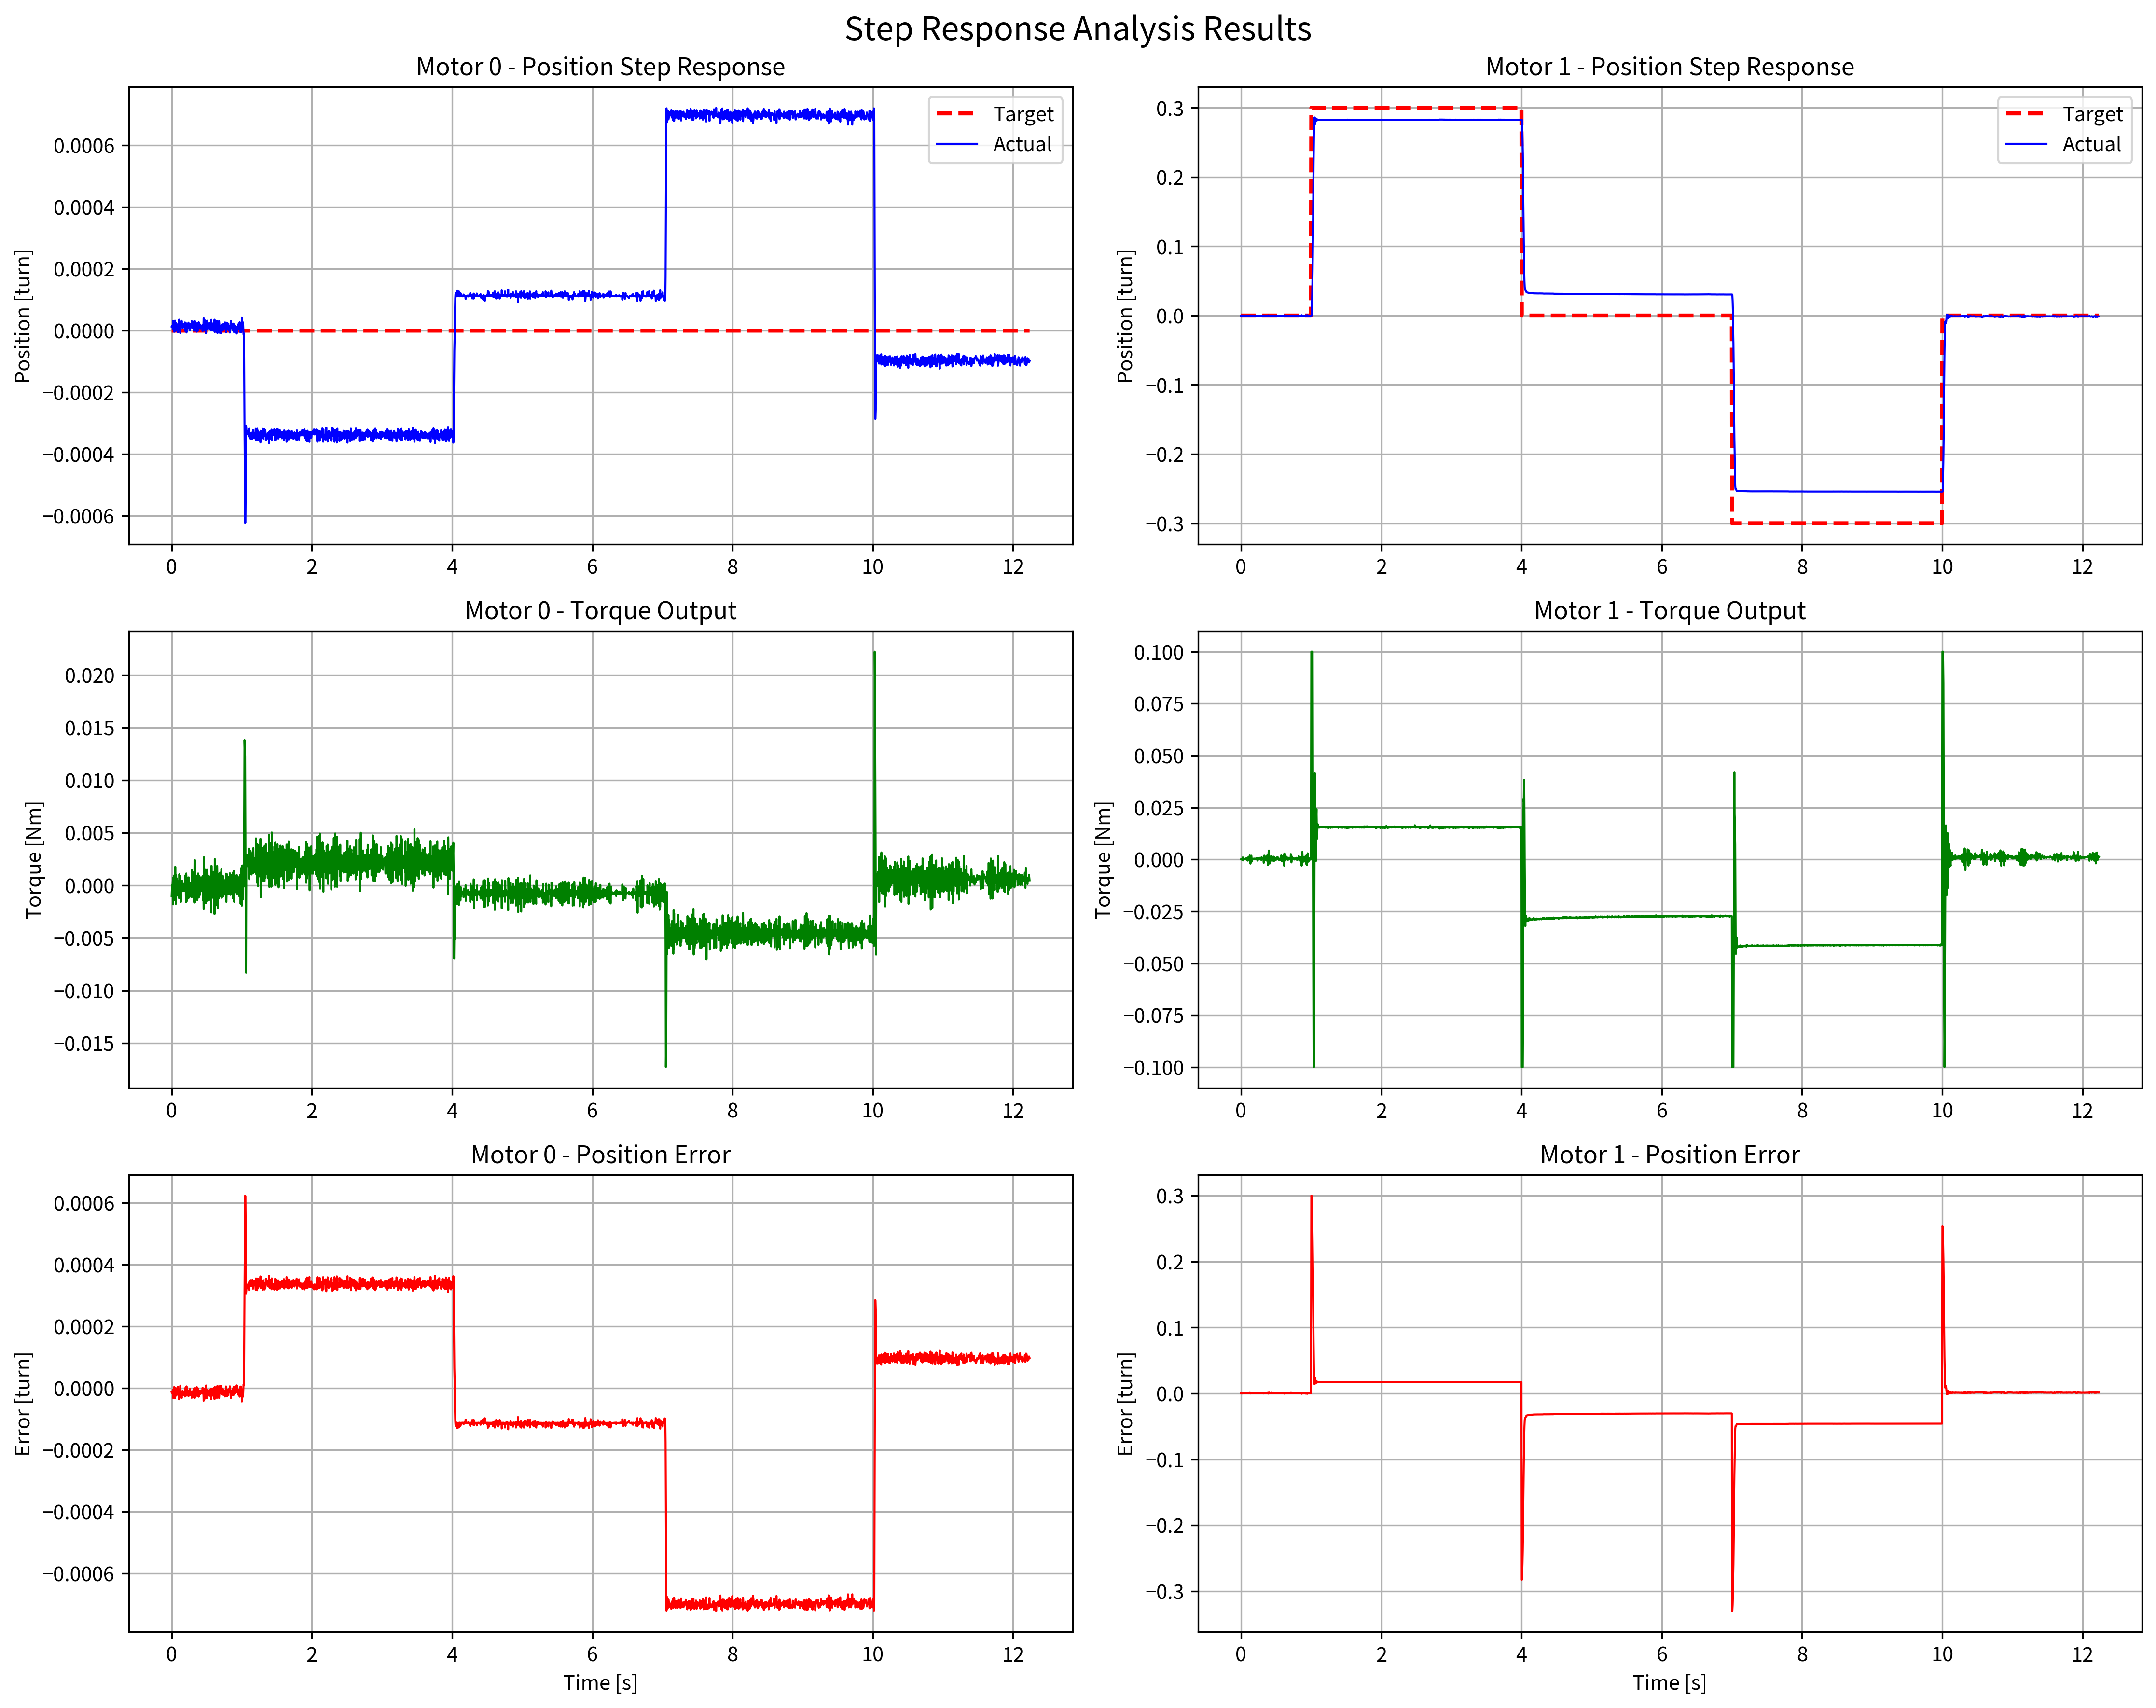 Step Response Analysis Results
Motor 0 - Position Step Response
Position [turn]
0.0006
0.0004
0.0002
0.0000
−0.0002
−0.0004
−0.0006
0 2 4 6 8 10 12
Target
Actual
Motor 1 - Position Step Response
Position [turn]
0.3
0.2
0.1
0.0
−0.1
−0.2
−0.3
0 2 4 6 8 10 12
Target
Actual
Motor 0 - Torque Output
Torque [Nm]
0.020
0.015
0.010
0.005
0.000
−0.005
−0.010
−0.015
0 2 4 6 8 10 12
Motor 1 - Torque Output
Torque [Nm]
0.100
0.075
0.050
0.025
0.000
−0.025
−0.050
−0.075
−0.100
0 2 4 6 8 10 12
Motor 0 - Position Error
Error [turn]
0.0006
0.0004
0.0002
0.0000
−0.0002
−0.0004
−0.0006
0 2 4 6 8 10 12
Time [s]
Motor 1 - Position Error
Error [turn]
0.3
0.2
0.1
0.0
−0.1
−0.2
−0.3
0 2 4 6 8 10 12
Time [s]